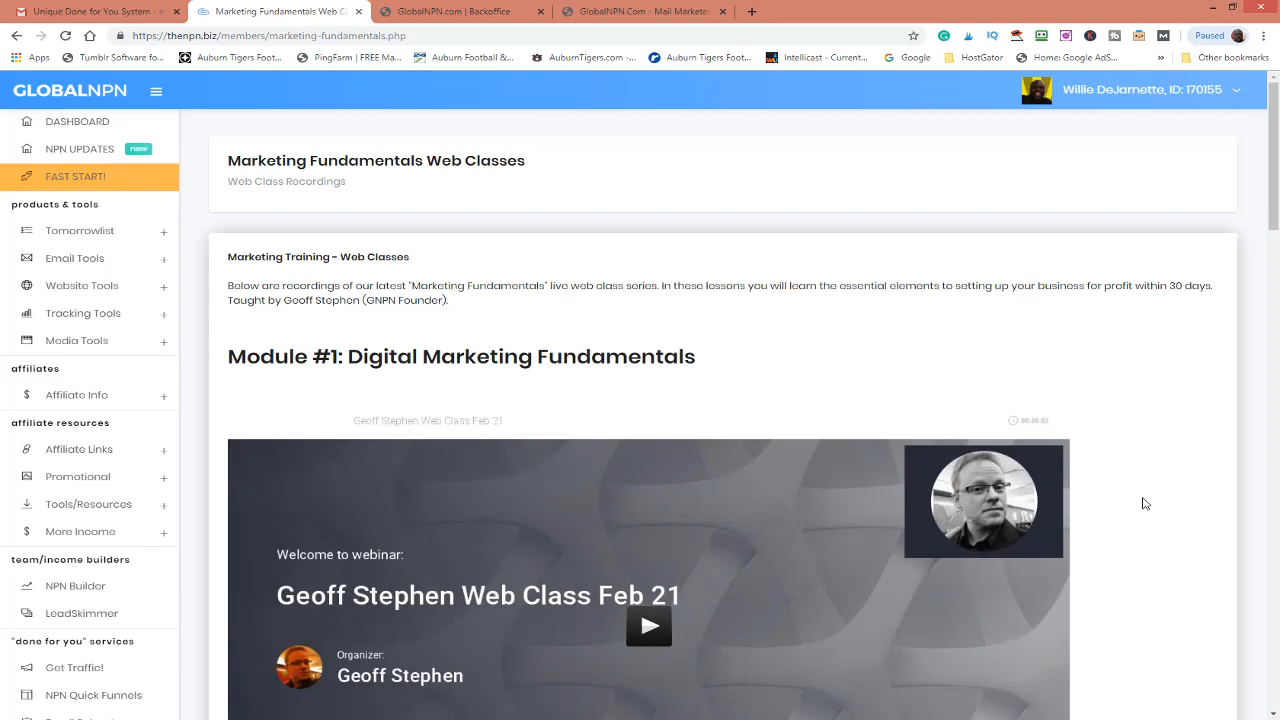 Unique Done for You System - m
Marketing Fundamentals Web Cl
GlobalNPN.com | Backoffice
GlobalNPN.Com - Mail Marketer
https://thenpn.biz/members/marketing-fundamentals.php
Paused
Apps
Tumblr Software fo...
Auburn Tigers Foot...
PingFarm | FREE Ma...
Auburn Football &...
AuburnTigers.com -...
Auburn Tigers Foot...
Intellicast - Current...
Google
HostGator
Home: Google AdS...
Other bookmarks
GLOBALNPN
Willie DeJarnette, ID: 170155
DASHBOARD
NPN UPDATES new
FAST START!
products & tools
Tomorrowlist +
Email Tools +
Website Tools +
Tracking Tools +
Media Tools +
affiliates
Affiliate Info +
affiliate resources
Affiliate Links +
Promotional +
Tools/Resources +
More Income +
team/income builders
NPN Builder
LeadSkimmer
"done for you" services
Get Traffic!
NPN Quick Funnels
Marketing Fundamentals Web Classes
Web Class Recordings
Marketing Training - Web Classes
Below are recordings of our latest "Marketing Fundamentals" live web class series. In these lessons you will learn the essential elements to setting up your business for profit within 30 days.
Taught by Geoff Stephen (GNPN Founder).
Module #1: Digital Marketing Fundamentals
Geoff Stephen Web Class Feb 21
Welcome to webinar:
Geoff Stephen Web Class Feb 21
Organizer:
Geoff Stephen